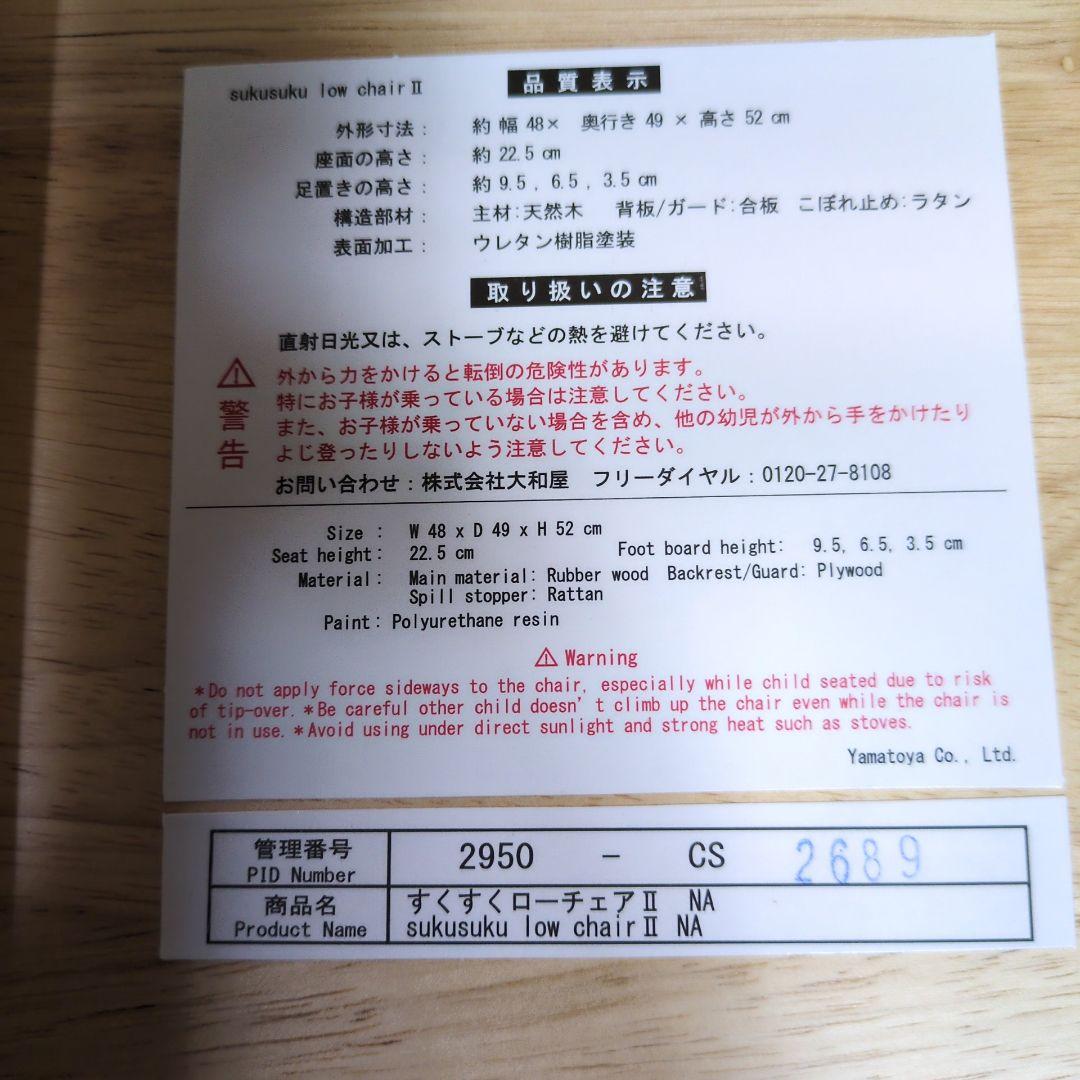 sukusuku low chairⅡ 品質表示
外形寸法： 約 幅 48× 奥行き 49 × 高さ 52 ㎝
座面の高さ： 約 22.5 ㎝
足置きの高さ： 約 9.5 , 6.5 , 3.5 ㎝
構造部材： 主材:天然木 背板/ガード:合板 こぼれ止め:ラタン
表面加工： ウレタン樹脂塗装
取り扱いの注意
直射日光又は、ストーブなどの熱を避けてください。
⚠警告
外から力をかけると転倒の危険性があります。
特にお子様が乗っている場合は注意してください。
また、お子様が乗っていない場合を含め、他の幼児が外から手をかけたり
よじ登ったりしないよう注意してください。
お問い合わせ：株式会社大和屋 フリーダイヤル：0120-27-8108
Size : W 48 x D 49 x H 52 cm
Seat height: 22.5 cm Foot board height: 9.5, 6.5, 3.5 cm
Material: Main material: Rubber wood Backrest/Guard: Plywood
Spill stopper: Rattan
Paint: Polyurethane resin
⚠ Warning
*Do not apply force sideways to the chair, especially while child seated due to risk
of tip-over. *Be careful other child doesn't climb up the chair even while the chair is
not in use. *Avoid using under direct sunlight and strong heat such as stoves.
Yamatoya Co., Ltd.
管理番号
PID Number
2950 - CS 2689
商品名
Product Name
すくすくローチェアⅡ NA
sukusuku low chairⅡ NA